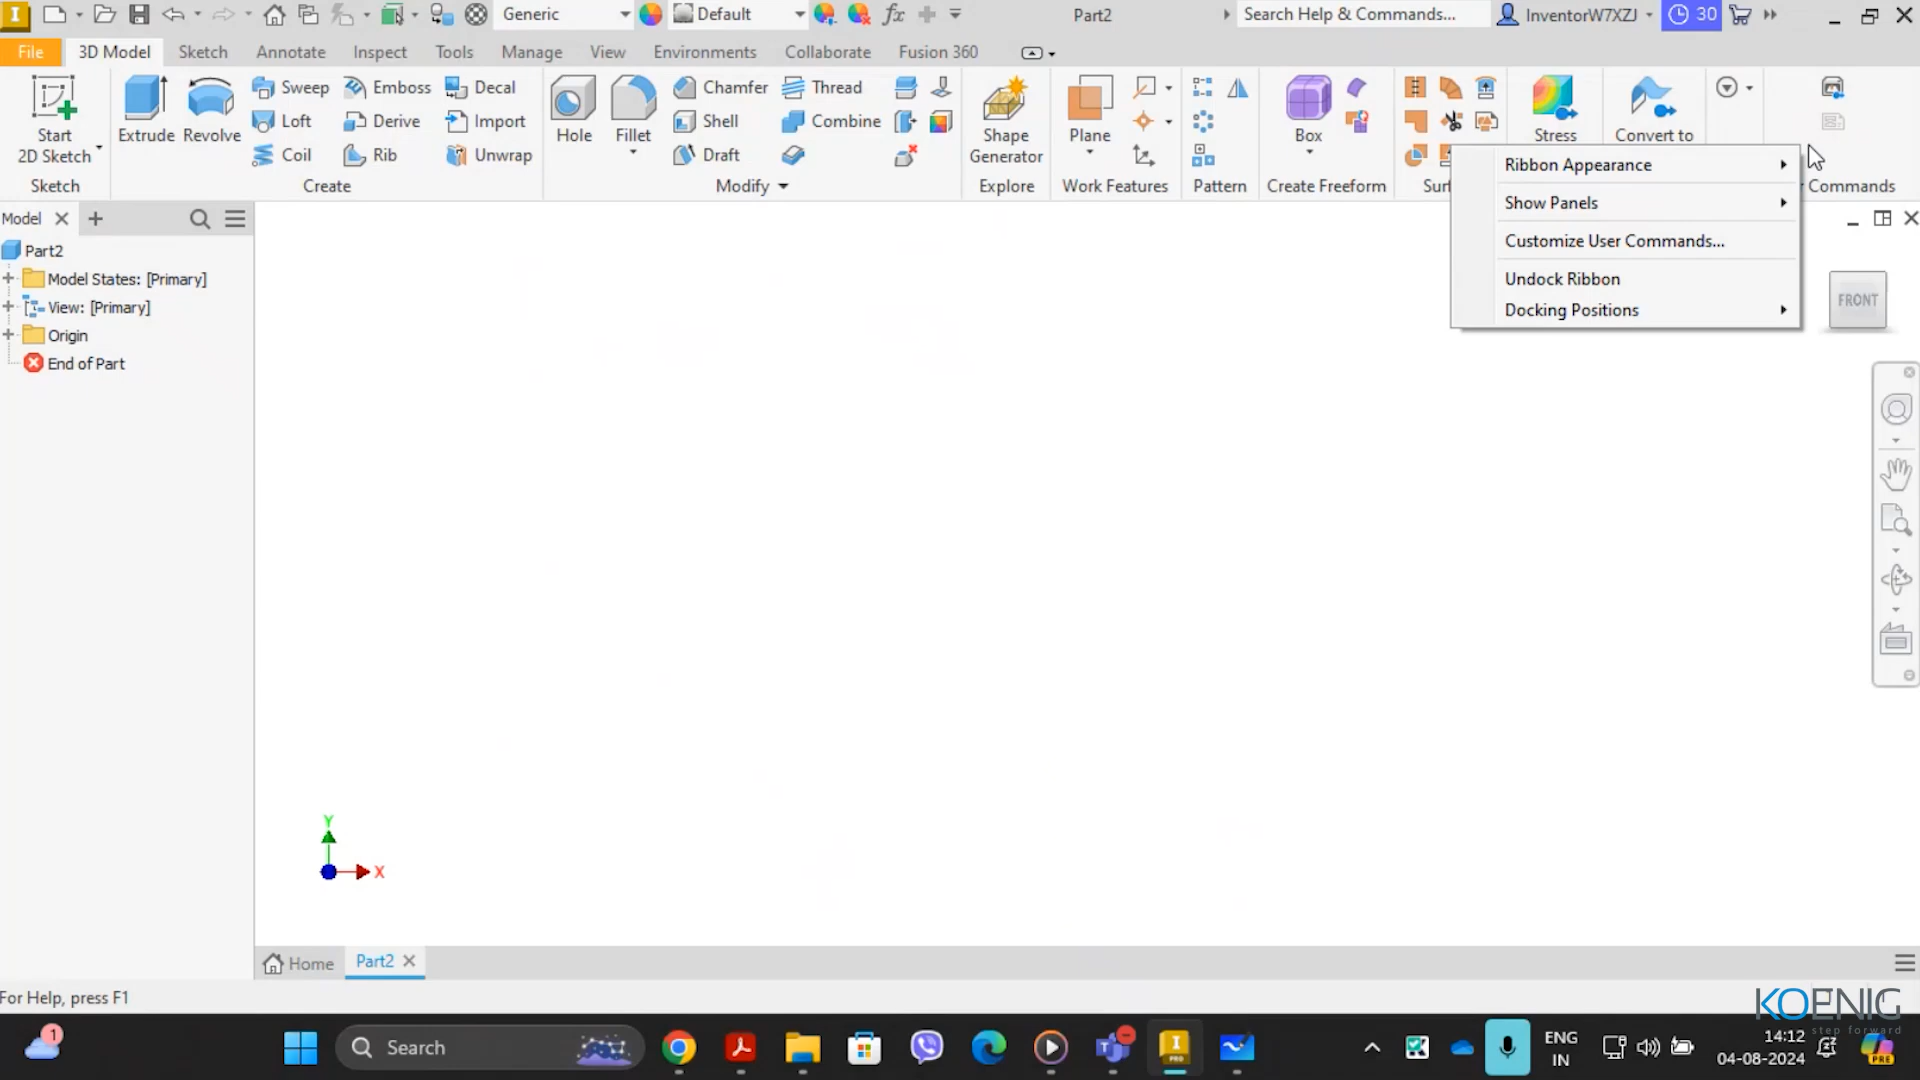 Generic
Default
fx
Part2
Search Help & Commands...
InventorW7XZJ
30
File
3D Model
Sketch
Annotate
Inspect
Tools
Manage
View
Environments
Collaborate
Fusion 360
Start
2D Sketch
Sketch
Extrude
Revolve
Sweep
Loft
Coil
Emboss
Derive
Rib
Decal
Import
Unwrap
Create
Hole
Fillet
Chamfer
Shell
Draft
Thread
Combine
Modify
Shape
Generator
Explore
Plane
Work Features
Pattern
Box
Create Freeform
Surf
Stress
Convert to
Commands
Ribbon Appearance
Show Panels
Customize User Commands...
Undock Ribbon
Docking Positions
Model
Part2
Model States: [Primary]
View: [Primary]
Origin
End of Part
FRONT
Y
X
Home
Part2
For Help, press F1
KOENIG
step forward
1
Search
I
PRO
ENG
IN
14:12
04-08-2024
PRE